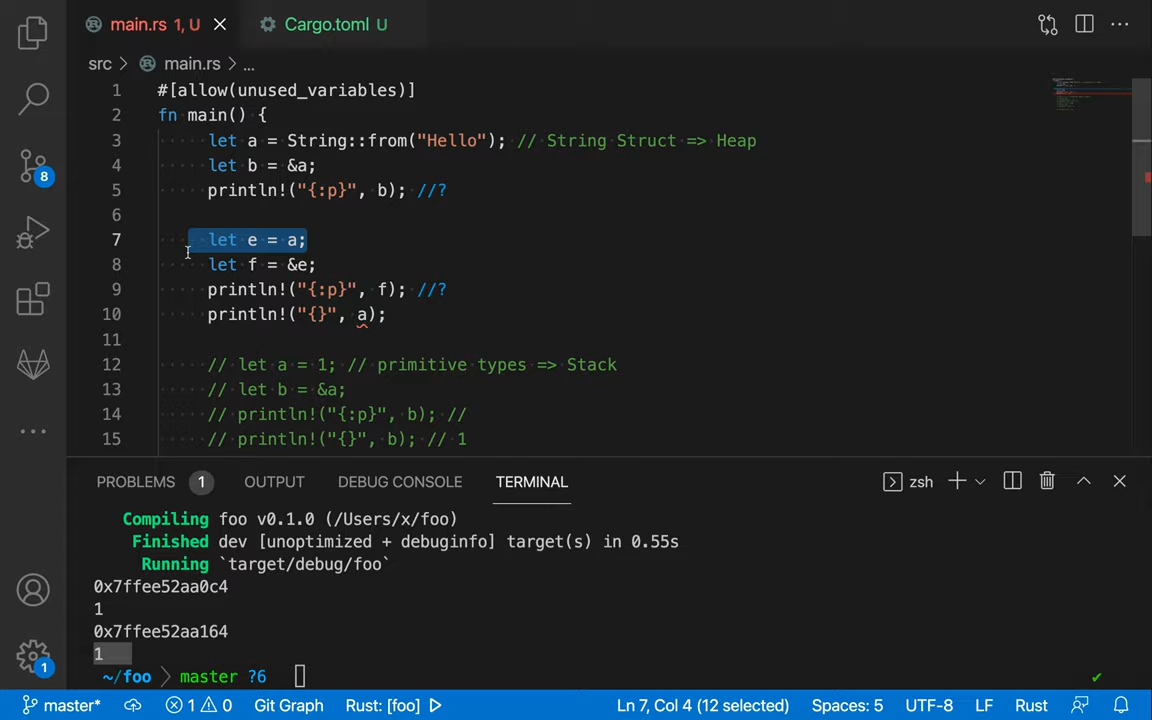 main.rs 1, U
Cargo.toml U
src > main.rs > ...
1 #[allow(unused_variables)]
2 fn main() {
3 let a = String::from("Hello"); // String Struct => Heap
4 let b = &a;
5 println!("{:p}", b); //?
6
7 let e = a;
8 let f = &e;
9 println!("{:p}", f); //?
10 println!("{}", a);
11
12 // let a = 1; // primitive types => Stack
13 // let b = &a;
14 // println!("{:p}", b); //
15 // println!("{}", b); // 1
8
PROBLEMS 1 OUTPUT DEBUG CONSOLE TERMINAL
zsh
Compiling foo v0.1.0 (/Users/x/foo)
Finished dev [unoptimized + debuginfo] target(s) in 0.55s
Running `target/debug/foo`
0x7ffee52aa0c4
1
0x7ffee52aa164
1
~/foo > master ?6
1
master* 1 0 Git Graph Rust: [foo] Ln 7, Col 4 (12 selected) Spaces: 5 UTF-8 LF Rust